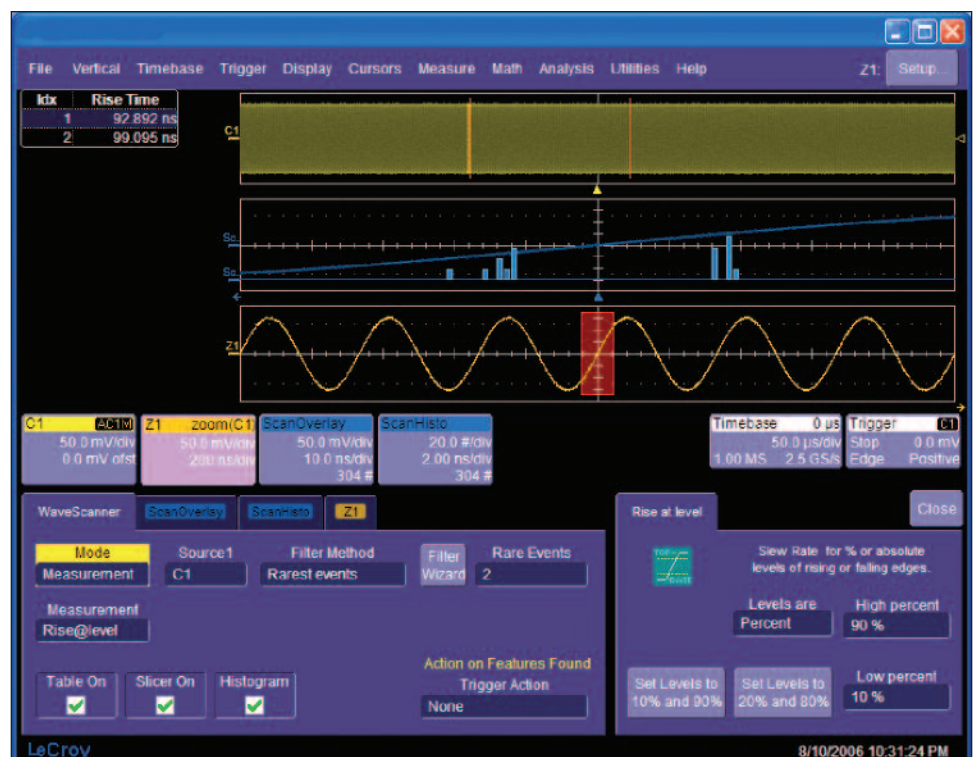 File Vertical Timebase Trigger Display Cursors Measure Math Analysis Utilities Help Z1: Setup...
Idx Rise Time
1 92.892 ns
2 99.095 ns
C1
Sc
Sc
Z1
C1 AC1M
50.0 mV/div
0.0 mV ofst
Z1 zoom(C1)
50.0 mV/div
200 ns/div
ScanOverlay
50.0 mV/div
10.0 ns/div
304 #
ScanHisto
20.0 #/div
2.00 ns/div
304 #
Timebase 0 µs
50.0 µs/div
1.00 MS 2.5 GS/s
Trigger C1
Stop 0.0 mV
Edge Positive
WaveScanner ScanOverlay ScanHisto Z1
Mode
Measurement
Source1
C1
Filter Method
Rarest events
Filter Wizard
Rare Events
2
Measurement
Rise@level
Table On
Slicer On
Histogram
Action on Features Found
Trigger Action
None
Rise at level
Close
Slew Rate for % or absolute
levels of rising or falling edges.
Levels are
Percent
High percent
90 %
Set Levels to
10% and 90%
Set Levels to
20% and 80%
Low percent
10 %
LeCroy
8/10/2006 10:31:24 PM